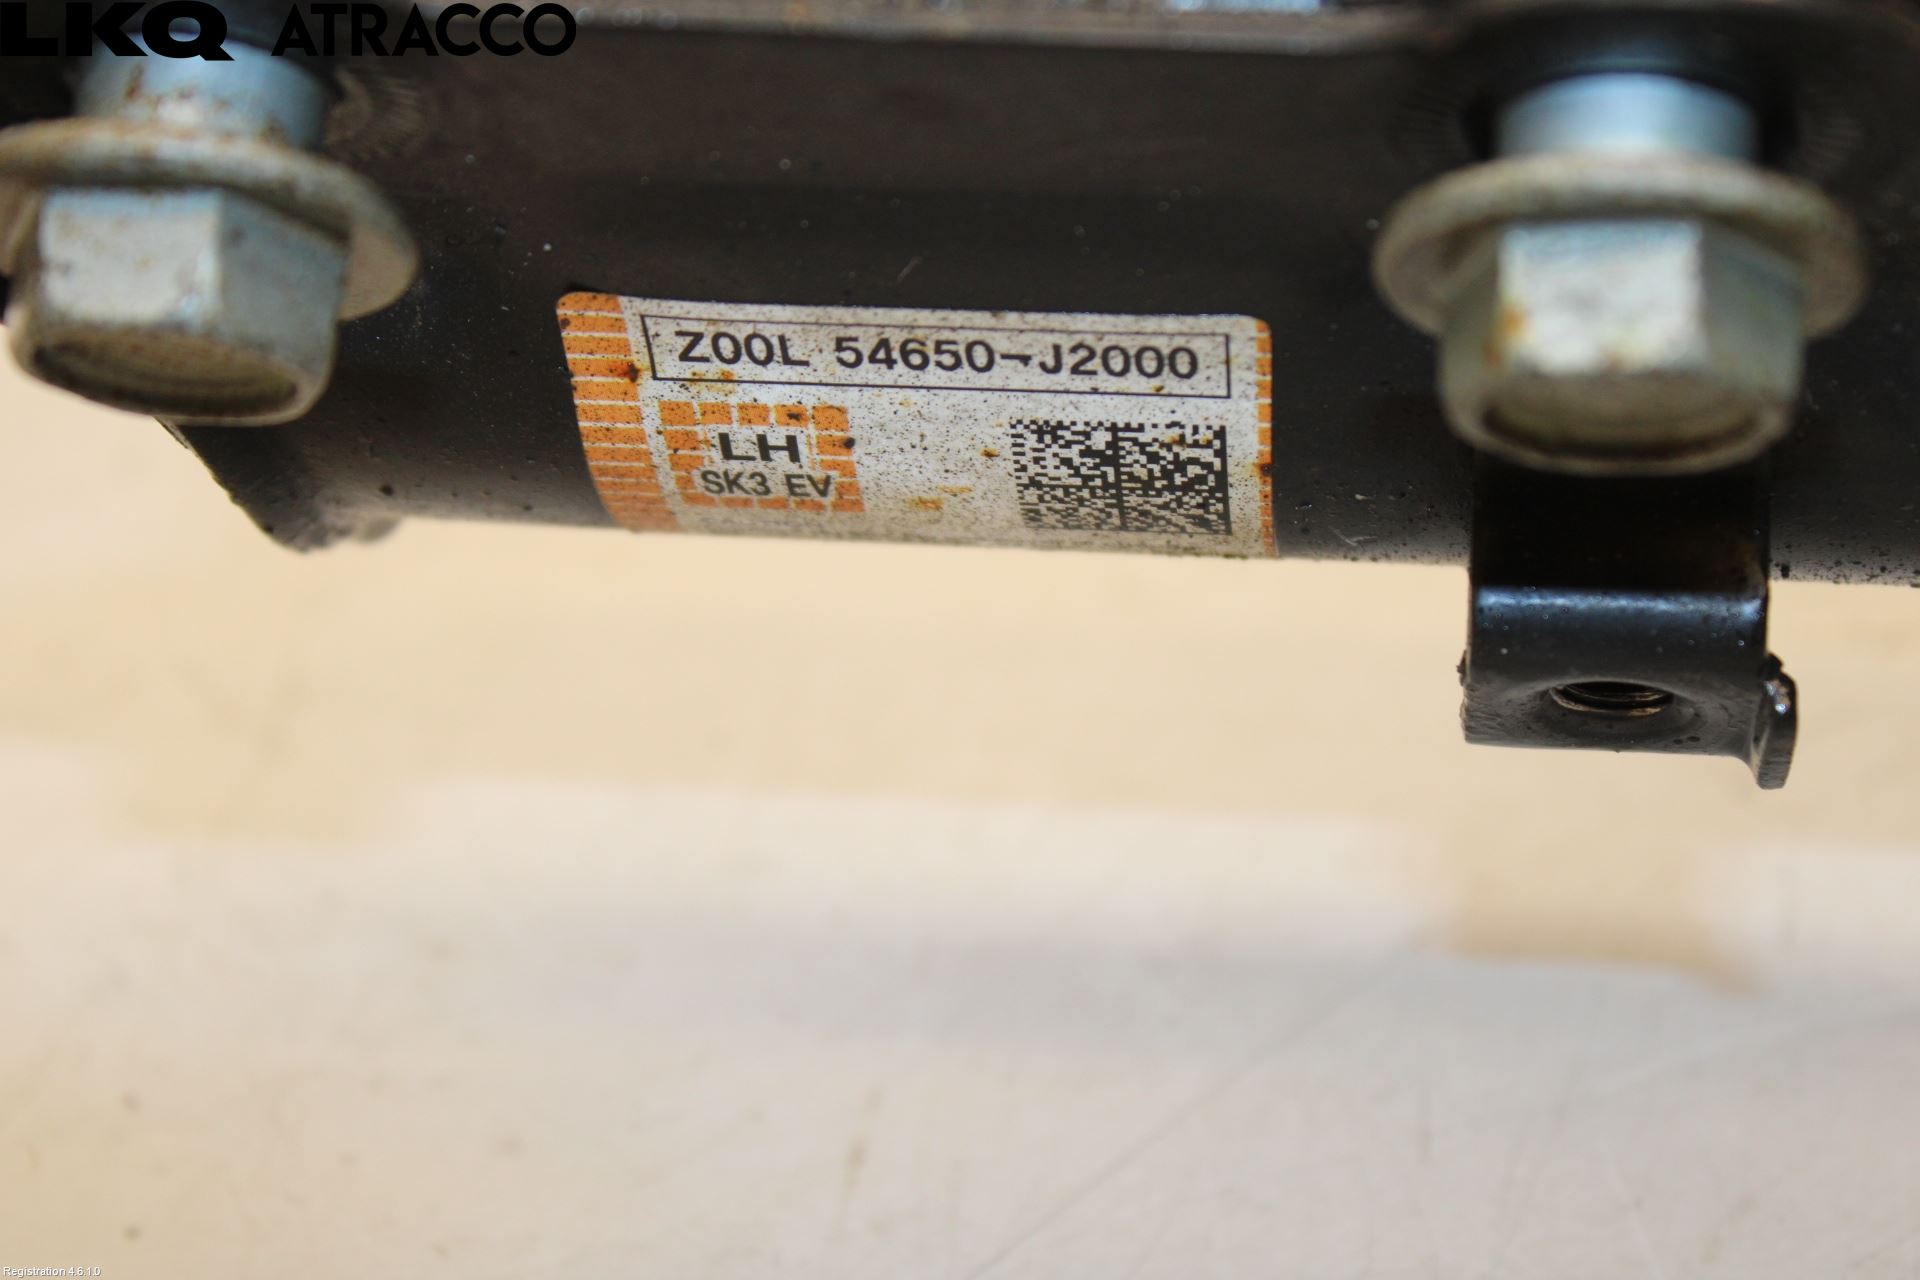 LKQ ATRACCO
Z00L 54650-J2000
LH
SK3 EV
Registration 4.6.1.0